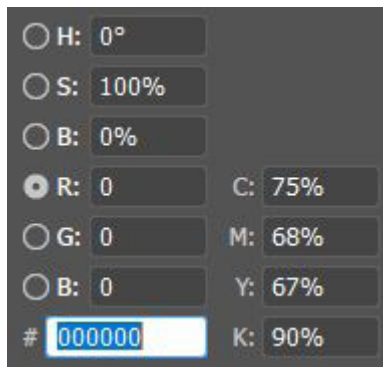 H: 0°
S: 100%
B: 0%
R: 0 C: 75%
G: 0 M: 68%
B: 0 Y: 67%
# 000000 K: 90%